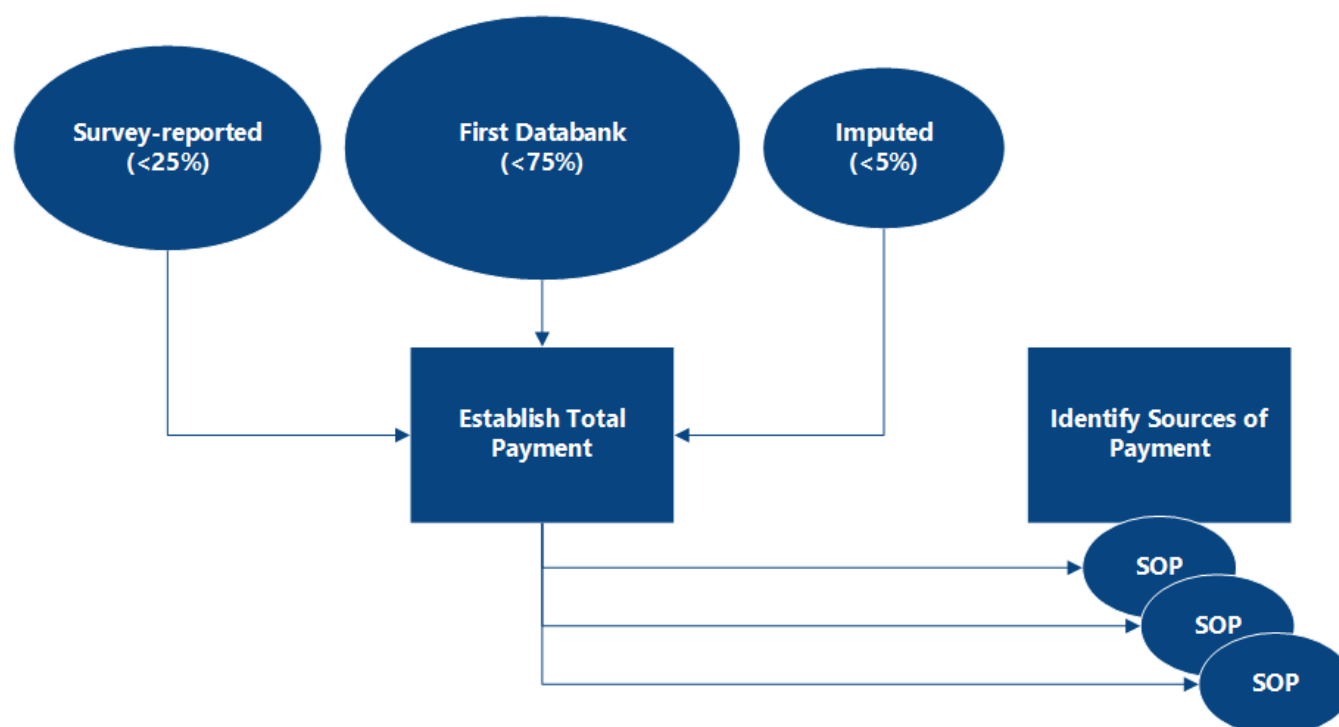 Survey-reported
(<25%)
First Databank
(<75%)
Imputed
(<5%)
Establish Total
Payment
Identify Sources of
Payment
SOP
SOP
SOP